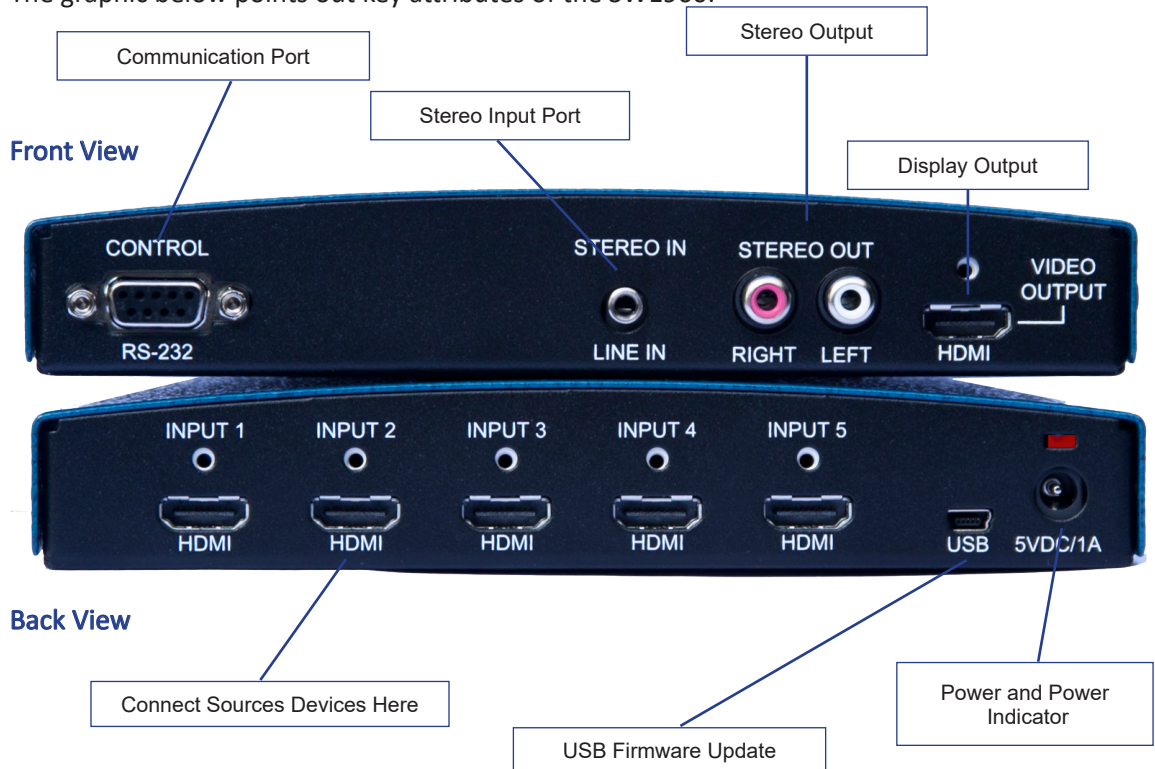 The graphic below points out key attributes of the
Stereo Output
Communication Port
Stereo Input Port
Front View
Display Output
CONTROL
STEREO IN
STEREO OUT
VIDEO
OUTPUT
RS-232
LINE IN
RIGHT
LEFT
HDMI
INPUT 1
INPUT 2
INPUT 3
INPUT 4
INPUT 5
HDMI
HDMI
HDMI
HDMI
HDMI
USB
5VDC/1A
Back View
Connect Sources Devices Here
Power and Power
Indicator
USB Firmware Update